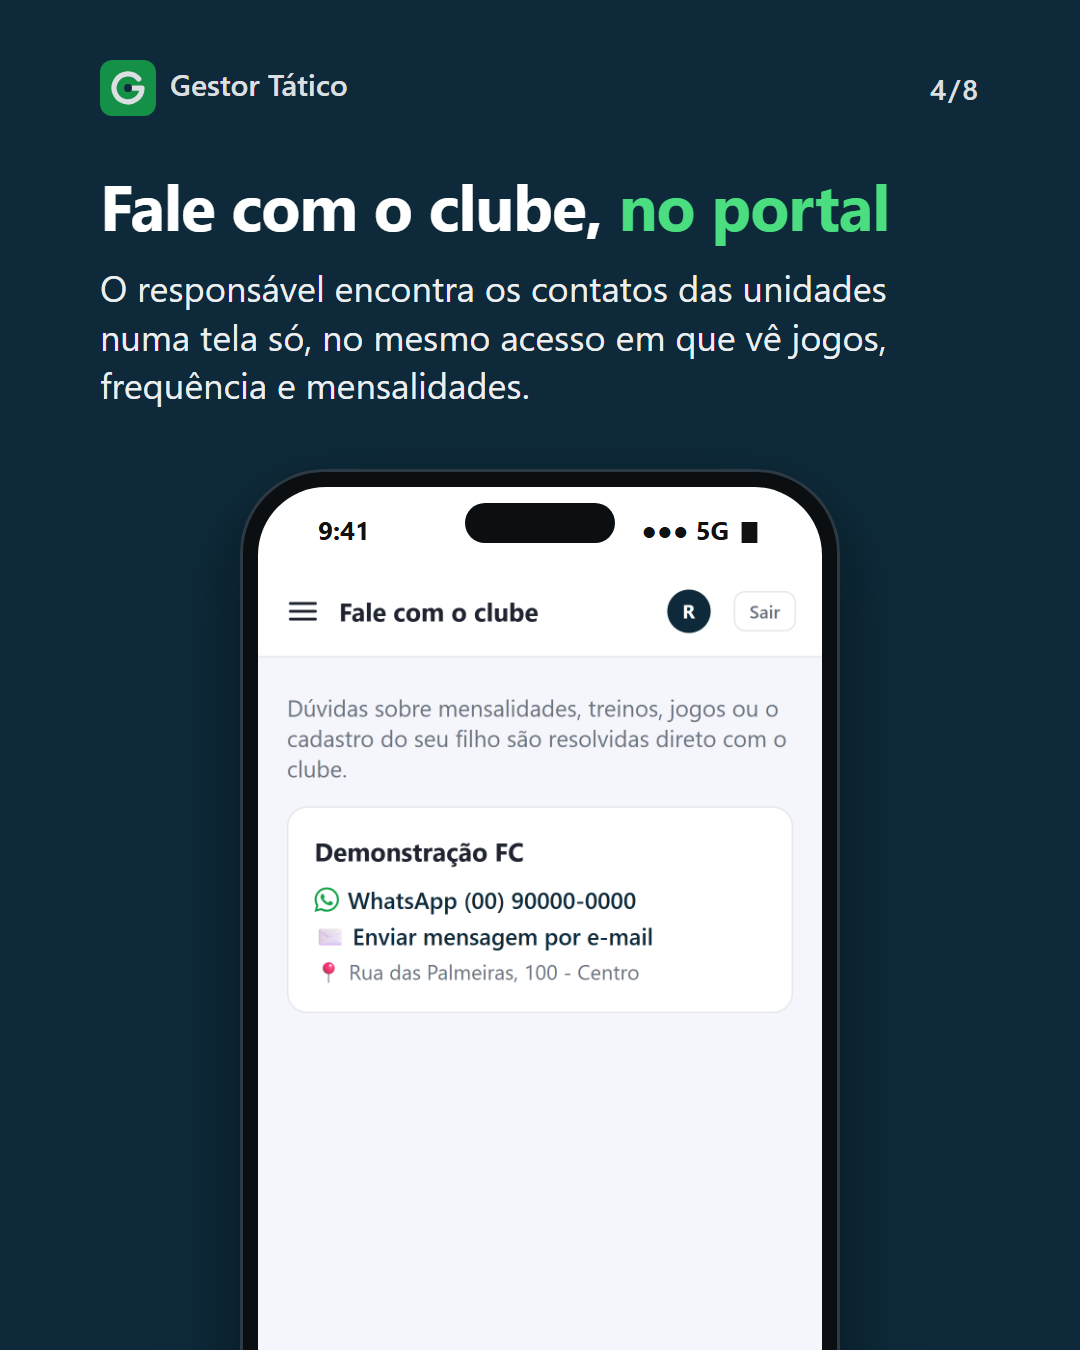 Gestor Tático
4/8
Fale com o clube, no portal
O responsável encontra os contatos das unidades
numa tela só, no mesmo acesso em que vê jogos,
frequência e mensalidades.
9:41
5G
Fale com o clube
R
Sair
Dúvidas sobre mensalidades, treinos, jogos ou o
cadastro do seu filho são resolvidas direto com o
clube.
Demonstração FC
WhatsApp (00) 90000-0000
Enviar mensagem por e-mail
Rua das Palmeiras, 100 - Centro